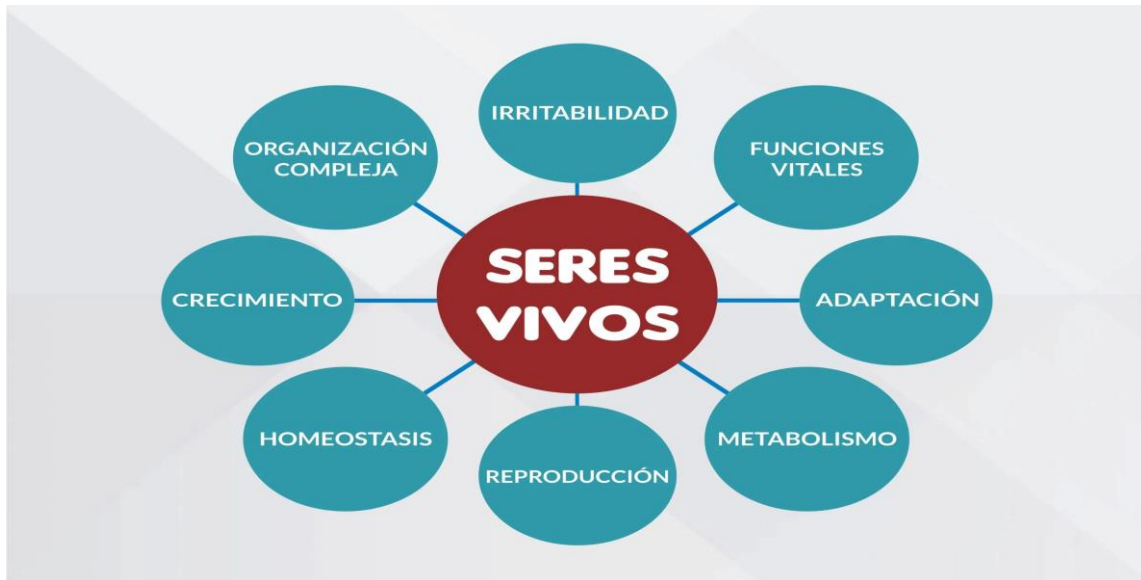 IRRITABILIDAD
ORGANIZACIÓN
COMPLEJA
FUNCIONES
VITALES
SERES
VIVOS
CRECIMIENTO
ADAPTACIÓN
HOMEOSTASIS
METABOLISMO
REPRODUCCIÓN